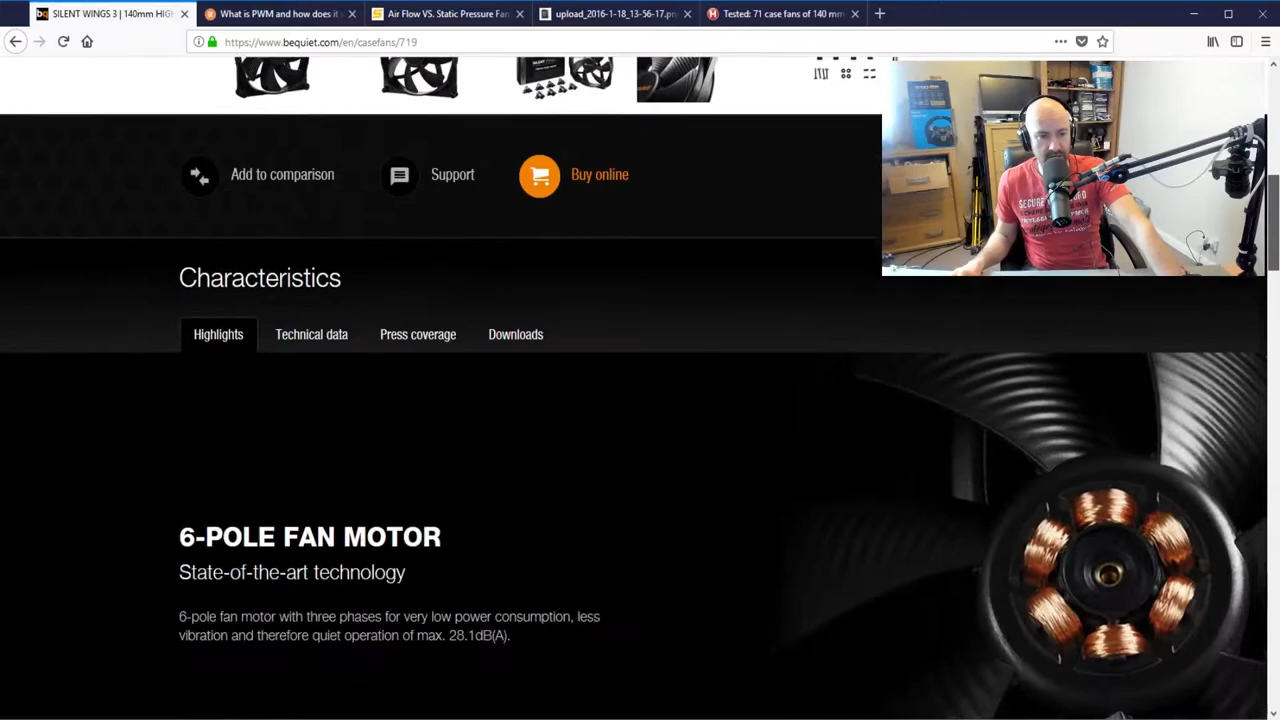 SILENT WINGS 3 | 140mm HIG
What is PWM and how does it
Air Flow VS. Static Pressure Fan
upload_2016-1-18_13-56-17.pn
Tested: 71 case fans of 140 mm
https://www.bequiet.com/en/casefans/719
Add to comparison
Support
Buy online
Characteristics
Highlights
Technical data
Press coverage
Downloads
6-POLE FAN MOTOR
State-of-the-art technology
6-pole fan motor with three phases for very low power consumption, less
vibration and therefore quiet operation of max. 28.1dB(A).